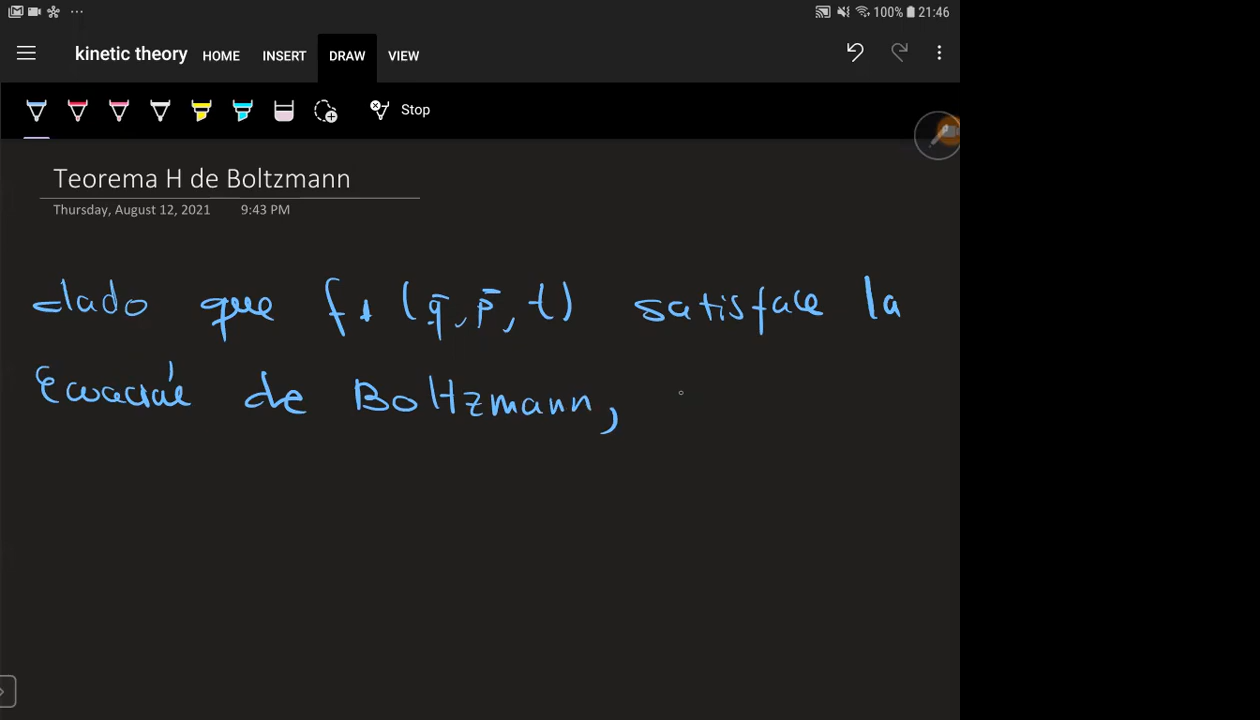 100% 21:46
kinetic theory HOME INSERT DRAW VIEW
Stop
Teorema H de Boltzmann
Thursday, August 12, 2021 9:43 PM
dado que f₁(q̄, p̄, t) satisface la
Ecuación de Boltzmann,